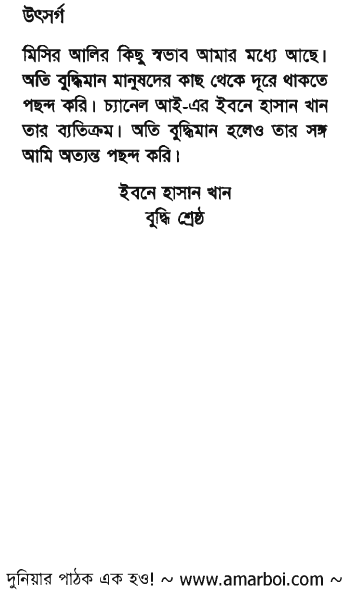 উৎসর্গ
মিসির আলির কিছু স্বভাব আমার মধ্যে আছে।
অতি বুদ্ধিমান মানুষদের কাছ থেকে দূরে থাকতে
পছন্দ করি। চ্যানেল আই-এর ইবনে হাসান খান
তার ব্যতিক্রম। অতি বুদ্ধিমান হলেও তার সঙ্গ
আমি অত্যন্ত পছন্দ করি।
ইবনে হাসান খান
বুদ্ধি শ্রেষ্ঠ
দুনিয়ার পাঠক এক হও! ~ www.amarboi.com ~